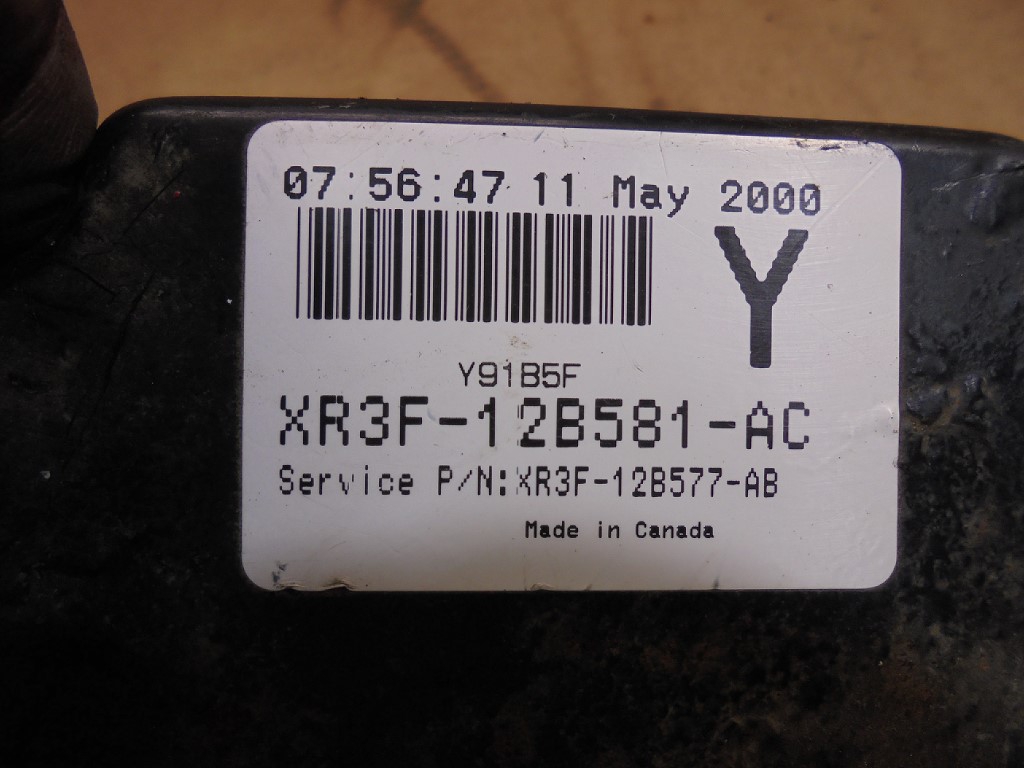 07:56:47 11 May 2000
Y
Y91B5F
XR3F-12B581-AC
Service P/N:XR3F-12B577-AB
Made in Canada